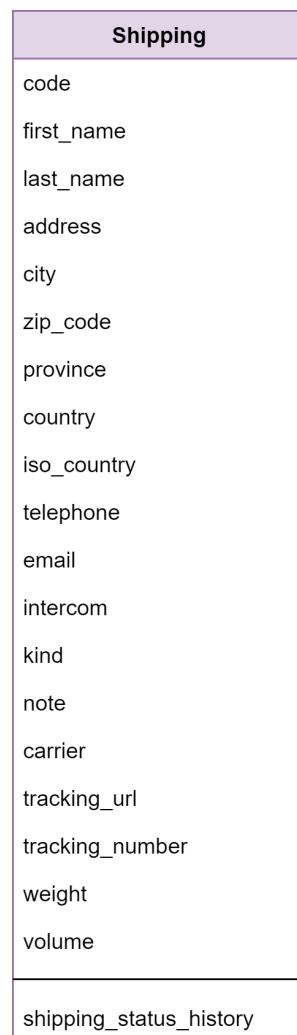 Shipping
code
first_name
last_name
address
city
zip_code
province
country
iso_country
telephone
email
intercom
kind
note
carrier
tracking_url
tracking_number
weight
volume
shipping_status_history